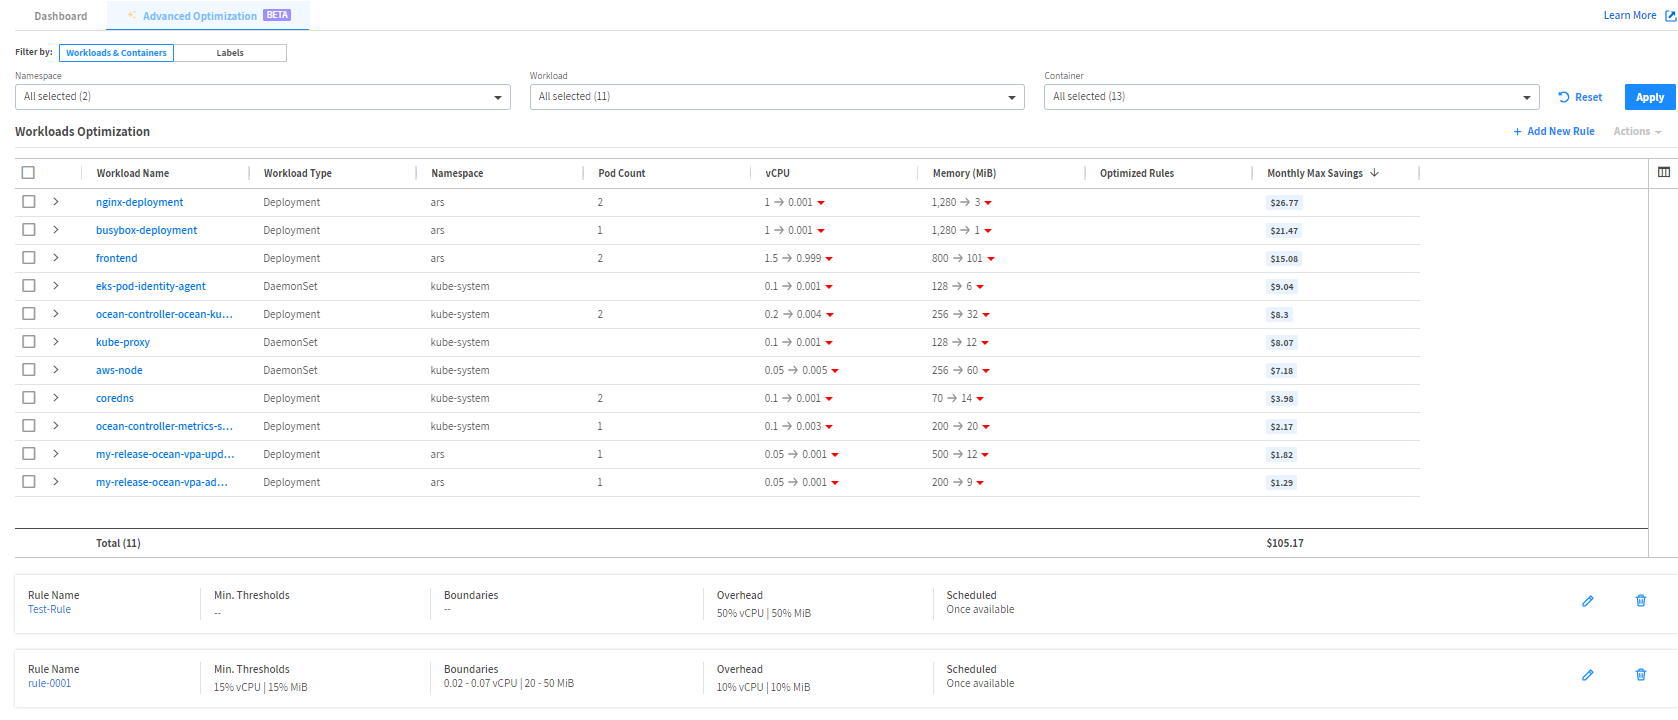 Dashboard
Advanced Optimization BETA
Learn More
Filter by: Workloads & Containers Labels
Namespace Workload Container
All selected (2) All selected (11) All selected (13) Reset Apply
Workloads Optimization + Add New Rule Actions
Workload Name Workload Type Namespace Pod Count vCPU Memory (MiB) Optimized Rules Monthly Max Savings ↓
nginx-deployment Deployment ars 2 1 → 0.001 1,280 → 3 $26.77
busybox-deployment Deployment ars 1 1 → 0.001 1,280 → 1 $21.47
frontend Deployment ars 2 1.5 → 0.999 800 → 101 $15.08
eks-pod-identity-agent DaemonSet kube-system 0.1 → 0.001 128 → 6 $9.04
ocean-controller-ocean-ku... Deployment kube-system 2 0.2 → 0.004 256 → 32 $8.3
kube-proxy DaemonSet kube-system 0.1 → 0.001 128 → 12 $8.07
aws-node DaemonSet kube-system 0.05 → 0.005 256 → 60 $7.18
coredns Deployment kube-system 2 0.1 → 0.001 70 → 14 $3.98
ocean-controller-metrics-s... Deployment kube-system 1 0.1 → 0.003 200 → 20 $2.17
my-release-ocean-vpa-upd... Deployment ars 1 0.05 → 0.001 500 → 12 $1.82
my-release-ocean-vpa-ad... Deployment ars 1 0.05 → 0.001 200 → 9 $1.29
Total (11) $105.17
Rule Name Min. Thresholds Boundaries Overhead Scheduled
Test-Rule -- -- 50% vCPU | 50% MiB Once available
Rule Name Min. Thresholds Boundaries Overhead Scheduled
rule-0001 15% vCPU | 15% MiB 0.02 - 0.07 vCPU | 20 - 50 MiB 10% vCPU | 10% MiB Once available